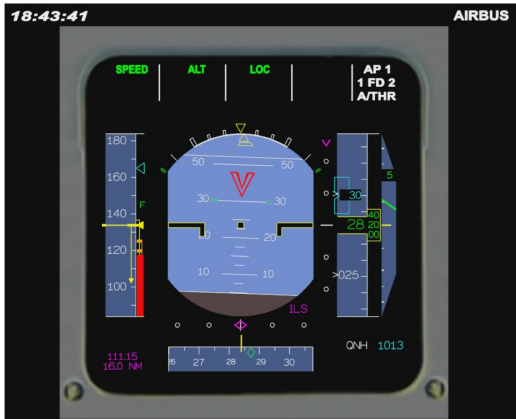 18:43:41
AIRBUS
SPEED ALT LOC AP 1
1 FD 2
A/THR
180
160
140
120
100
F
50 50
30 30
20
10 10
5
30
28
40
20
00
025
ILS
111.15
16.0 NM
QNH 1013
26 27 28 29 30